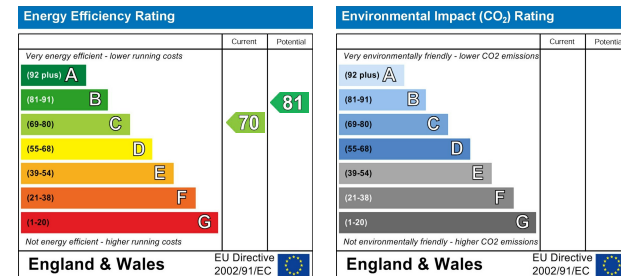 Energy Efficiency Rating
Current Potential
Very energy efficient - lower running costs
(92 plus) A
(81-91) B
81
(69-80) C
70
(55-68) D
(39-54) E
(21-38) F
(1-20) G
Not energy efficient - higher running costs
England & Wales
EU Directive
2002/91/EC
Environmental Impact (CO₂) Rating
Current Potentia
Very environmentally friendly - lower CO2 emissions
(92 plus) A
(81-91) B
(69-80) C
(55-68) D
(39-54) E
(21-38) F
(1-20) G
Not environmentally friendly - higher CO2 emissions
England & Wales
EU Directive
2002/91/EC